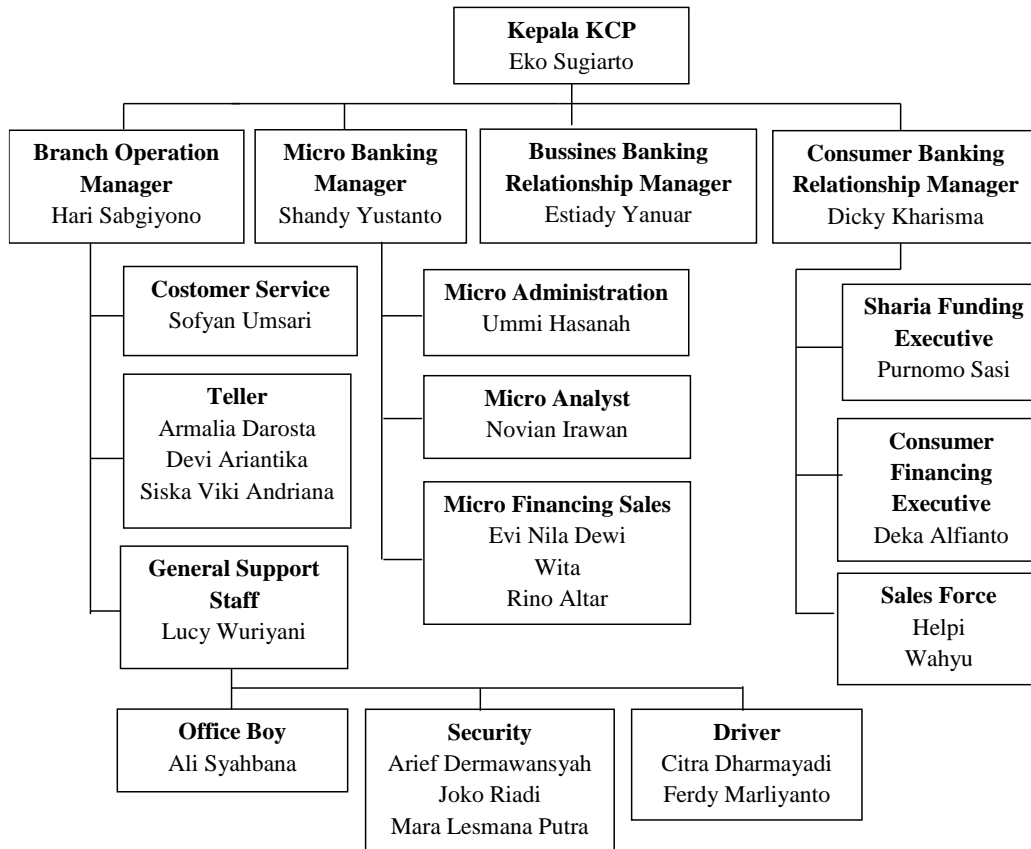 Kepala KCP
Eko Sugiarto
Branch Operation
Manager
Hari Sabgiyono
Micro Banking
Manager
Shandy Yustanto
Bussines Banking
Relationship Manager
Estiady Yanuar
Consumer Banking
Relationship Manager
Dicky Kharisma
Costomer Service
Sofyan Umsari
Teller
Armalia Darosta
Devi Ariantika
Siska Viki Andriana
General Support
Staff
Lucy Wuriyani
Micro Administration
Ummi Hasanah
Micro Analyst
Novian Irawan
Micro Financing Sales
Evi Nila Dewi
Wita
Rino Altar
Sharia Funding
Executive
Purnomo Sasi
Consumer
Financing
Executive
Deka Alfianto
Sales Force
Helpi
Wahyu
Office Boy
Ali Syahbana
Security
Arief Dermawansyah
Joko Riadi
Mara Lesmana Putra
Driver
Citra Dharmayadi
Ferdy Marliyanto